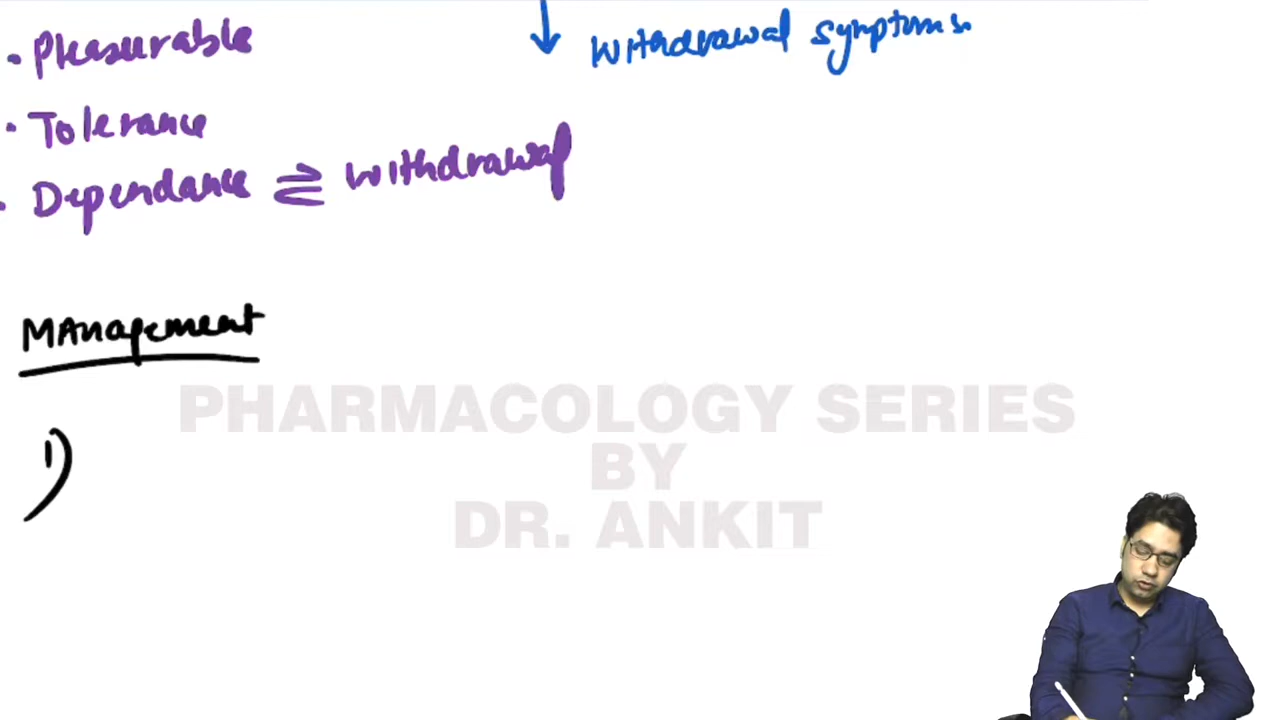 • Pleasurable
↓ Withdrawal symptoms
• Tolerance
• Dependance ⇌ Withdrawal
MAnagement
1)
PHARMACOLOGY SERIES
BY
DR. ANKIT